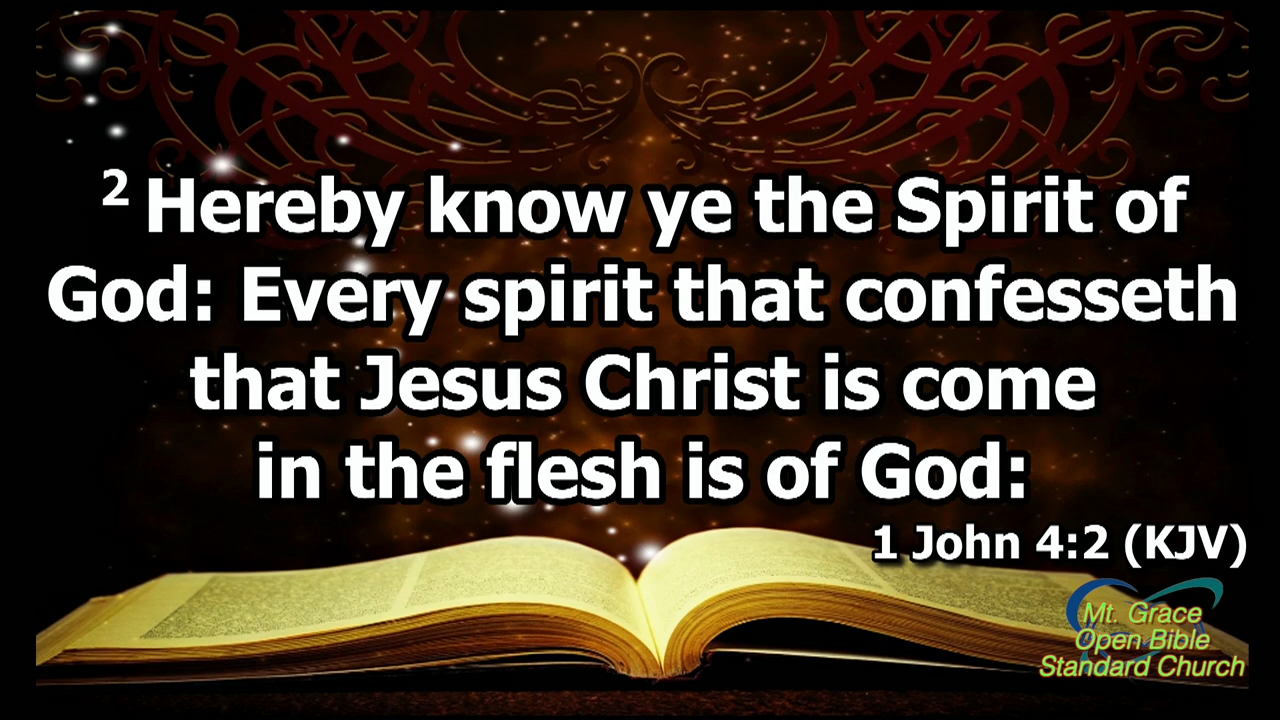 2 Hereby know ye the Spirit of
God: Every spirit that confesseth
that Jesus Christ is come
in the flesh is of God:
1 John 4:2 (KJV)
Mt. Grace
Open Bible
Standard Church